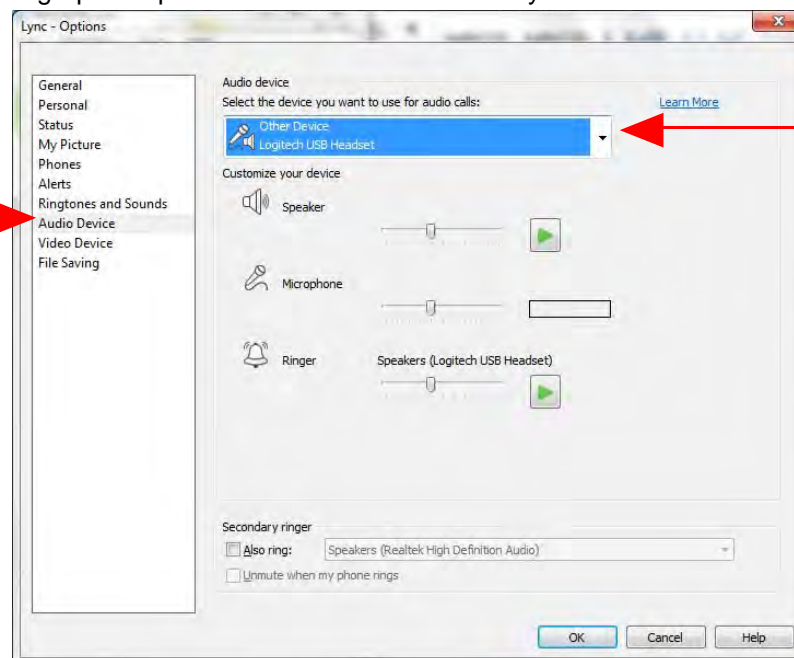 Lync - Options
General
Personal
Status
My Picture
Phones
Alerts
Ringtones and Sounds
Audio Device
Video Device
File Saving
Audio device
Select the device you want to use for audio calls:
Learn More
Other Device
Logitech USB Headset
Customize your device
Speaker
Microphone
Ringer
Speakers (Logitech USB Headset)
Secondary ringer
Also ring:
Speakers (Realtek High Definition Audio)
Unmute when my phone rings
OK
Cancel
Help